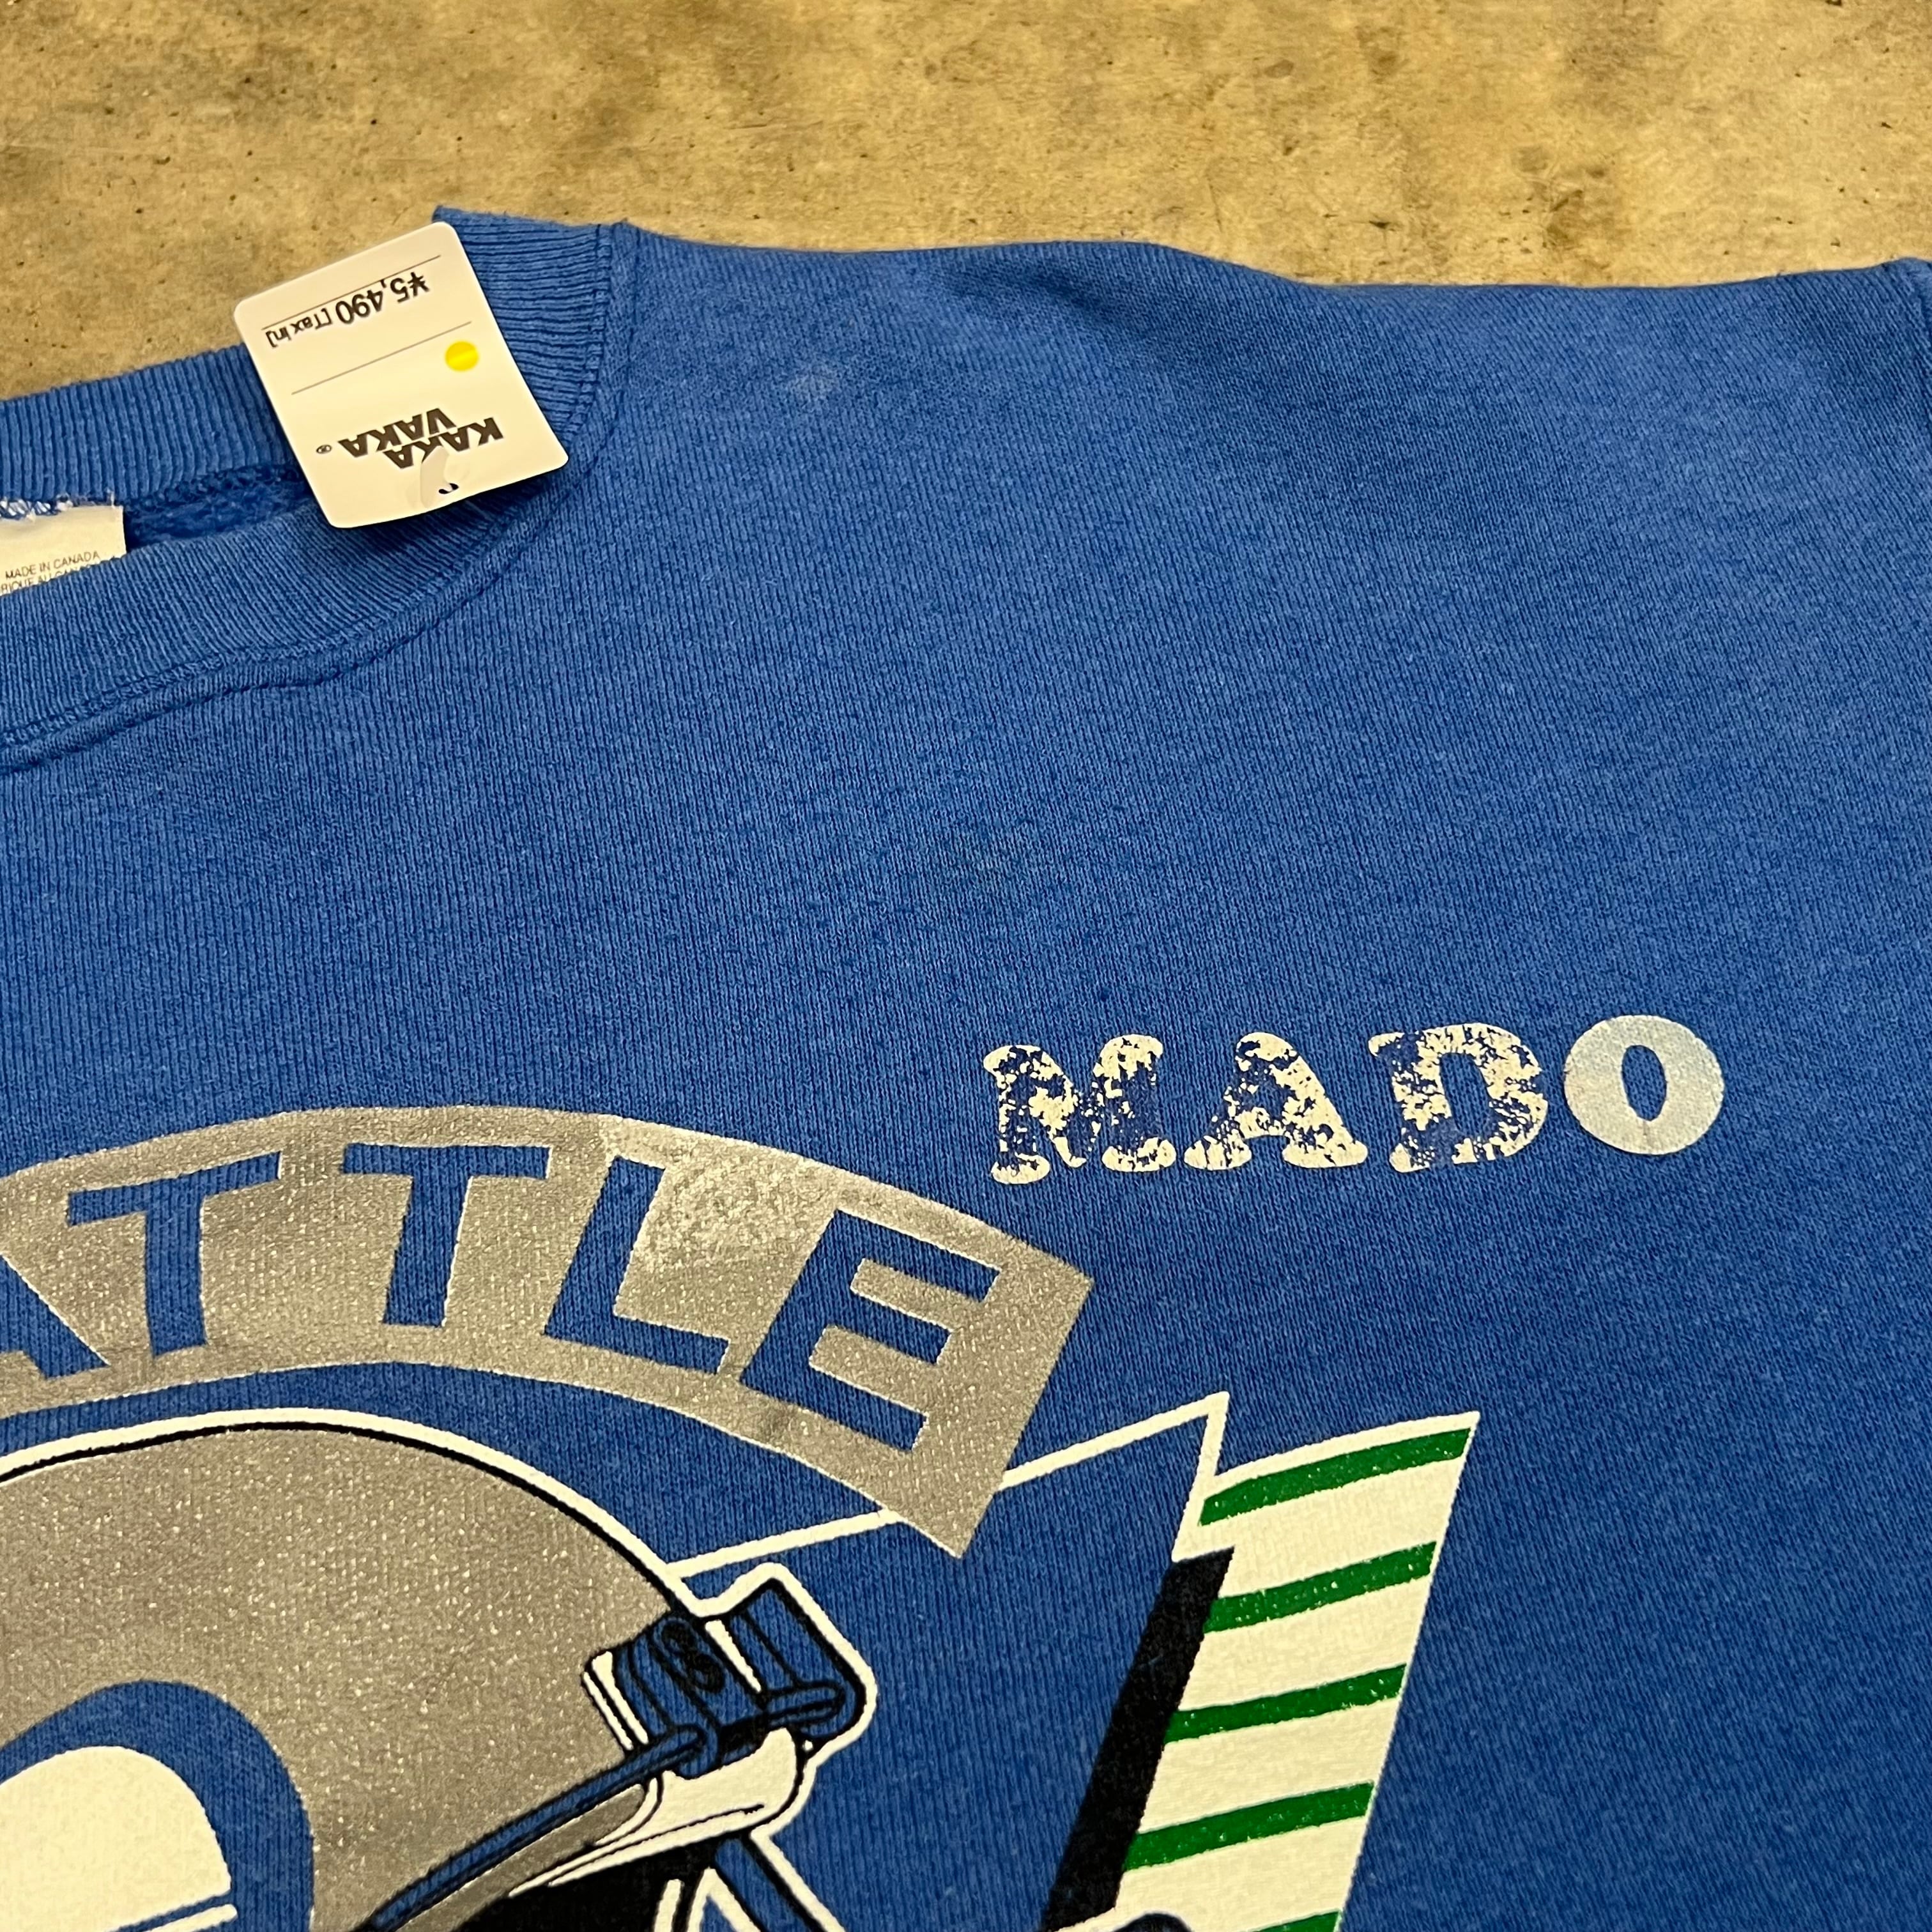 ¥5,490 [Tax in]
KAKA
VAKA®
MADE IN CANADA
MADO
ATTLE